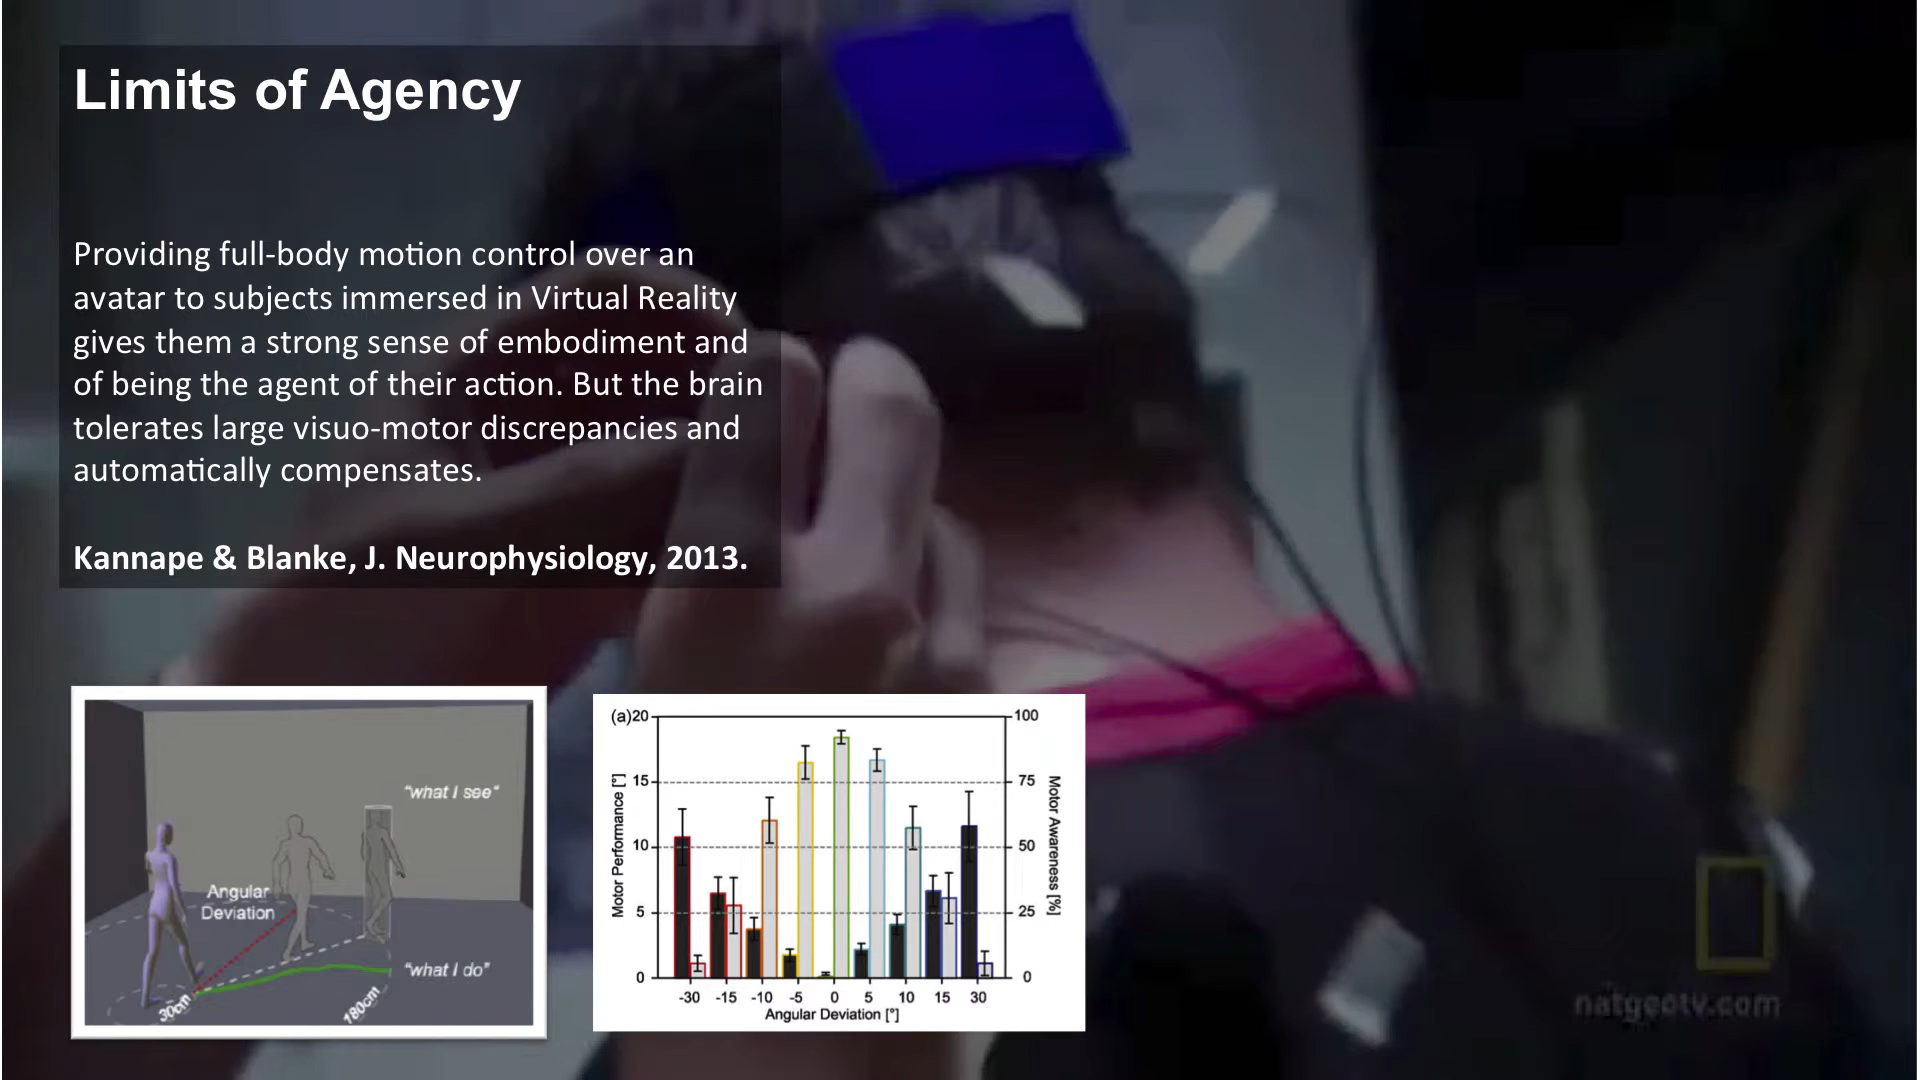 Limits of Agency
Providing full-body motion control over an
avatar to subjects immersed in Virtual Reality
gives them a strong sense of embodiment and
of being the agent of their action. But the brain
tolerates large visuo-motor discrepancies and
automatically compensates.
Kannape & Blanke, J. Neurophysiology, 2013.
"what I see"
Angular
Deviation
"what I do"
30cm
180cm
(a)
20
15
10
5
0
Motor Performance [°]
100
75
50
25
0
Motor Awareness [%]
-30 -15 -10 -5 0 5 10 15 30
Angular Deviation [°]
natgeotv.com